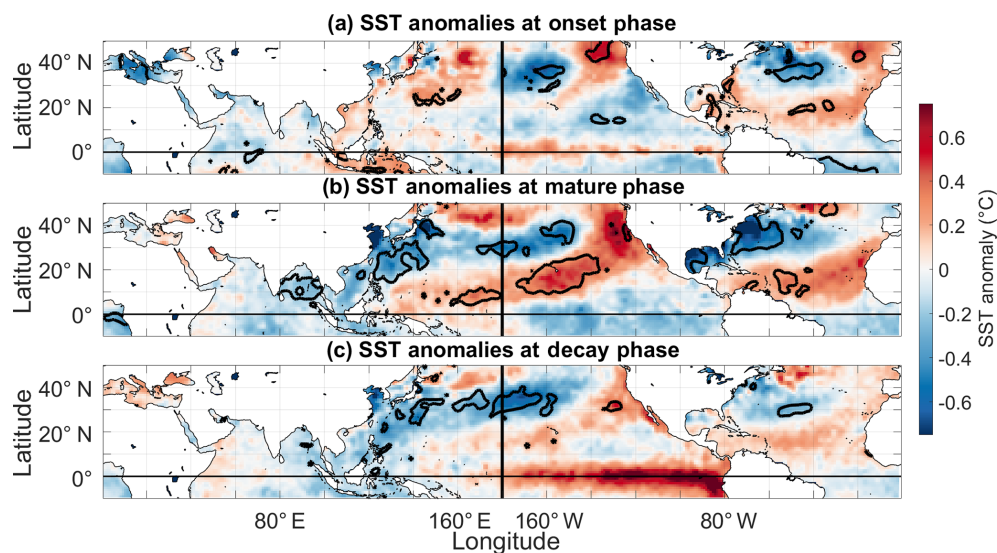 (a) SST anomalies at onset phase
Latitude
40° N
20° N
0°
(b) SST anomalies at mature phase
Latitude
40° N
20° N
0°
(c) SST anomalies at decay phase
Latitude
40° N
20° N
0°
80° E
160° E
160° W
80° W
Longitude
0.6
0.4
0.2
0
-0.2
-0.4
-0.6
SST anomaly (°C)